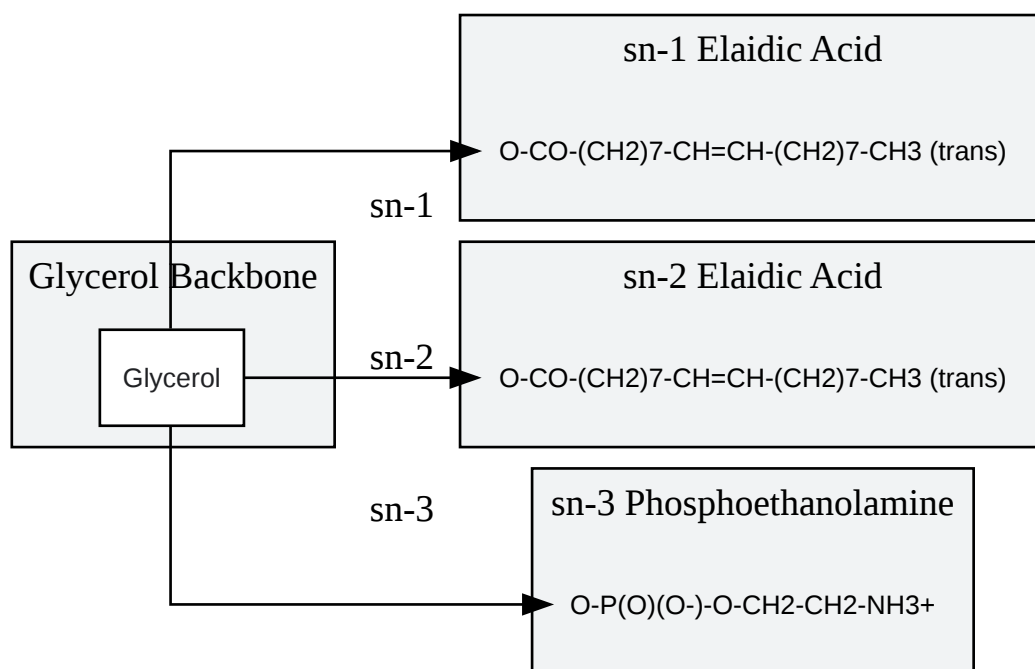 sn-1 Elaidic Acid
O-CO-(CH2)7-CH=CH-(CH2)7-CH3 (trans)
sn-1
Glycerol Backbone
Glycerol
sn-2 Elaidic Acid
sn-2
O-CO-(CH2)7-CH=CH-(CH2)7-CH3 (trans)
sn-3
sn-3 Phosphoethanolamine
O-P(O)(O-)-O-CH2-CH2-NH3+